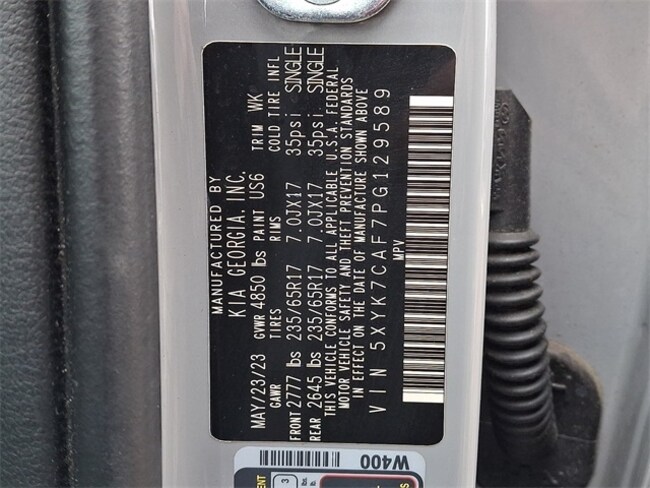 MANUFACTURED BY
KIA GEORGIA, INC.
MAY/23/23 GVWR 4850 lbs PAINT US6 TRIM WK
GAWR TIRES RIMS COLD TIRE INFL
FRONT 2777 lbs 235/65R17 7.0JX17 35psi SINGLE
REAR 2645 lbs 235/65R17 7.0JX17 35psi SINGLE
THIS VEHICLE CONFORMS TO ALL APPLICABLE U.S.A. FEDERAL
MOTOR VEHICLE SAFETY AND THEFT PREVENTION STANDARDS
IN EFFECT ON THE DATE OF MANUFACTURE SHOWN ABOVE
VIN 5XYK7CAF7PG129589
MPV
W400
3
lbs.